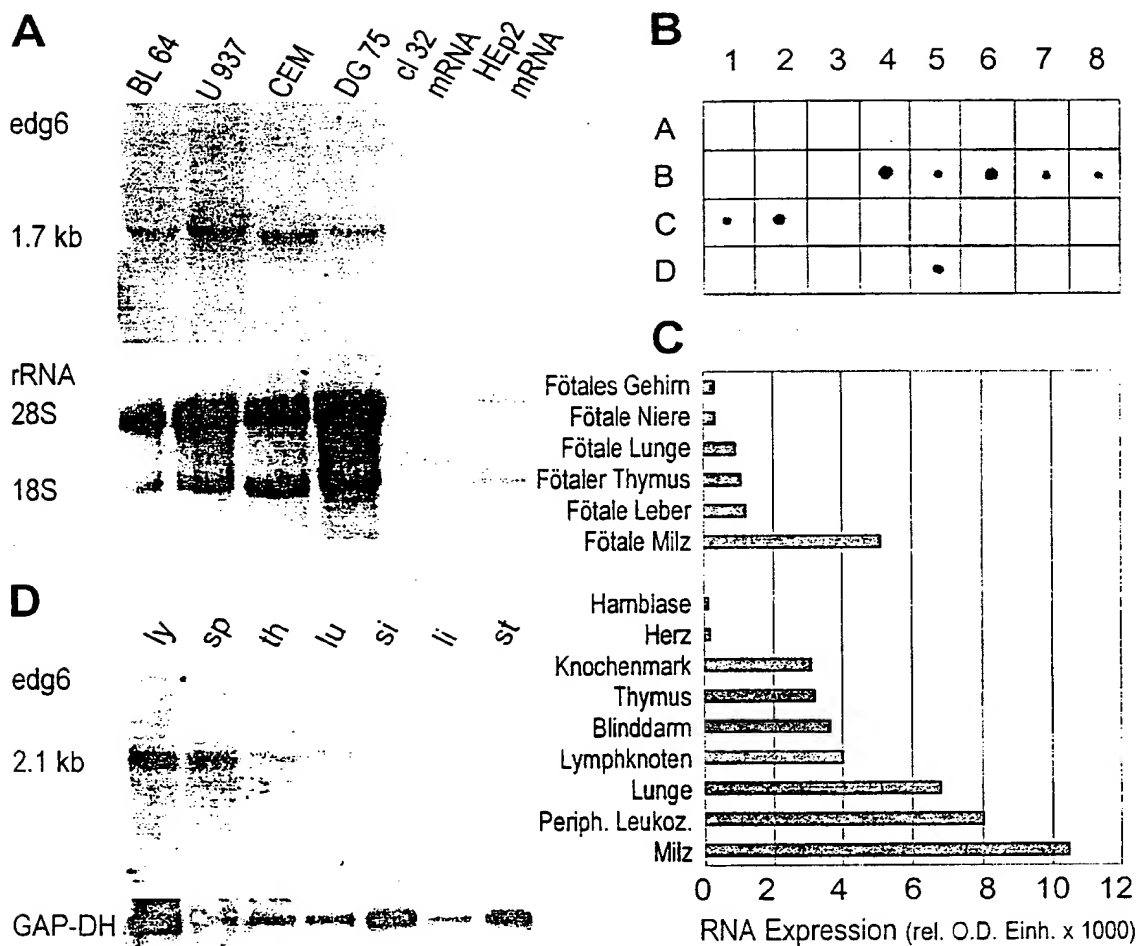 A
BL 64 U 937 CEM DG 75 cl 32 mRNA HEp2 mRNA
edg6
1.7 kb
rRNA
28S
18S
B
1 2 3 4 5 6 7 8
A
B
C
D
C
Fötales Gehirn
Fötale Niere
Fötale Lunge
Fötaler Thymus
Fötale Leber
Fötale Milz
Harnblase
Herz
Knochenmark
Thymus
Blinddarm
Lymphknoten
Lunge
Periph. Leukoz.
Milz
0 2 4 6 8 10 12
RNA Expression (rel. O.D. Einh. x 1000)
D
ly sp th lu si li st
edg6
2.1 kb
GAP-DH